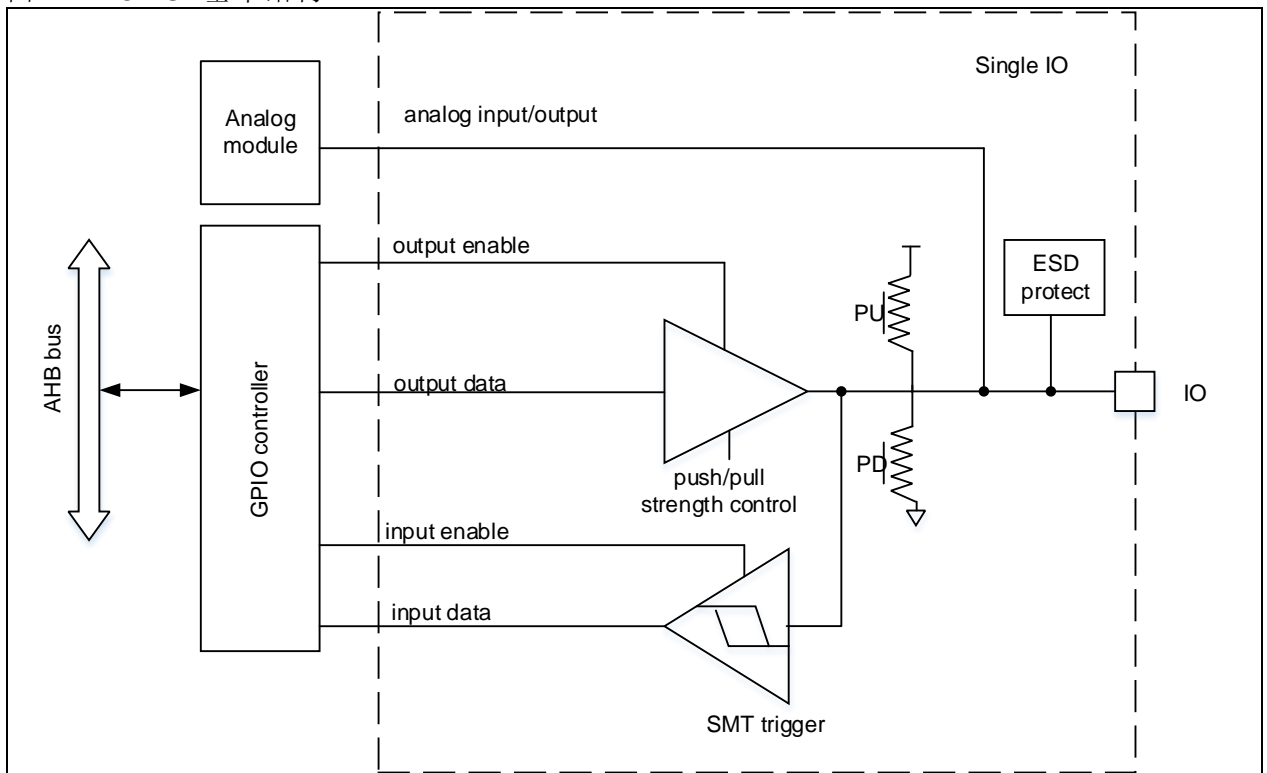 Single IO
Analog
module
analog input/output
output enable
ESD
protect
PU
AHB bus
GPIO controller
output data
IO
PD
push/pull
strength control
input enable
input data
SMT trigger